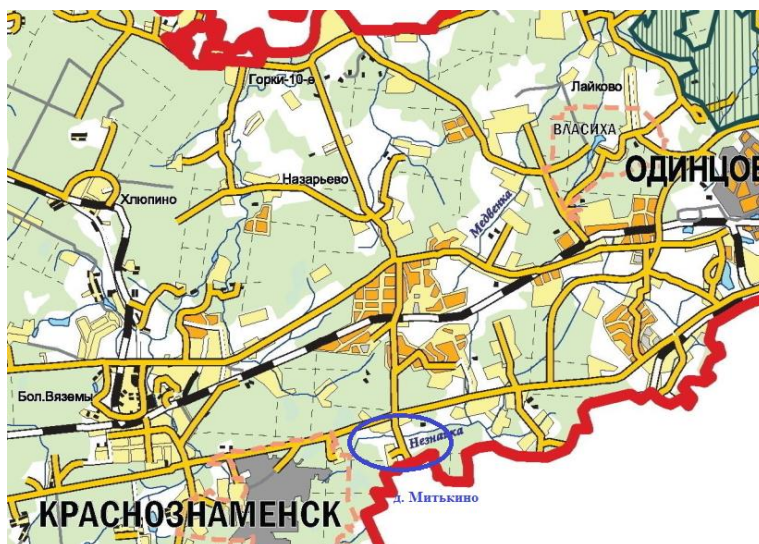 Горки-10-е
Лайково
ВЛАСИХА
ОДИНЦОВ
Назарьево
Хлюпино
Медвенка
Бол.Вяземы
Незнайка
д. Митькино
КРАСНОЗНАМЕНСК